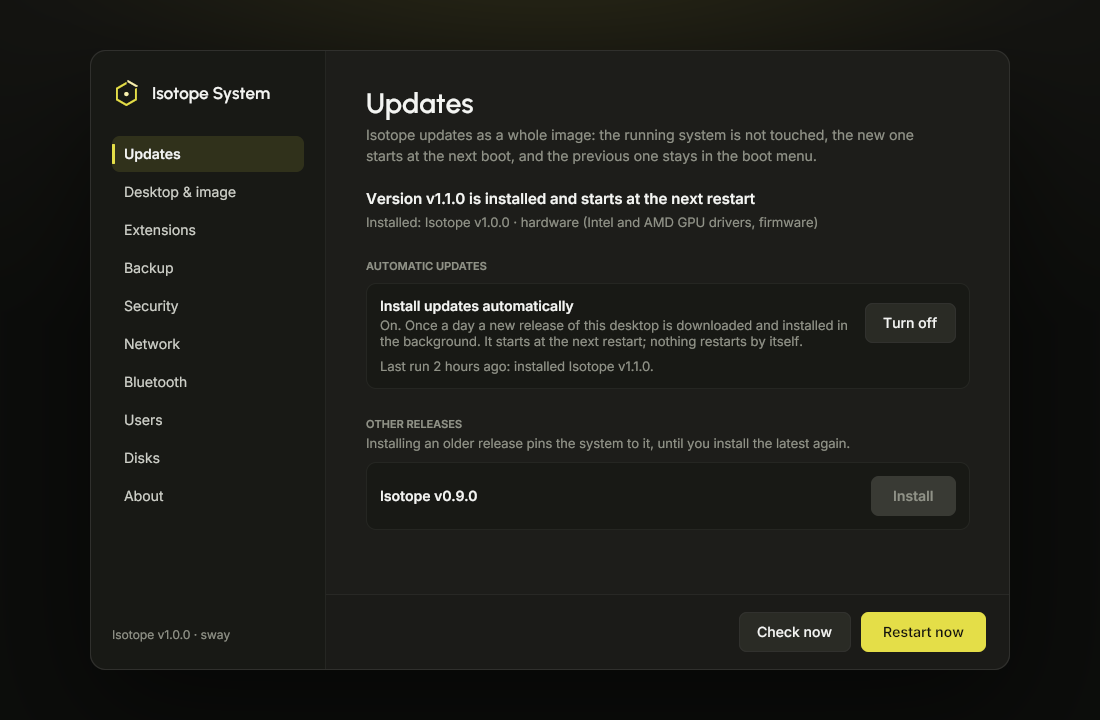 Isotope System
Updates
Desktop & image
Extensions
Backup
Security
Network
Bluetooth
Users
Disks
About
Isotope v1.0.0 · sway
Updates
Isotope updates as a whole image: the running system is not touched, the new one
starts at the next boot, and the previous one stays in the boot menu.
Version v1.1.0 is installed and starts at the next restart
Installed: Isotope v1.0.0 · hardware (Intel and AMD GPU drivers, firmware)
AUTOMATIC UPDATES
Install updates automatically
On. Once a day a new release of this desktop is downloaded and installed in
the background. It starts at the next restart; nothing restarts by itself.
Last run 2 hours ago: installed Isotope v1.1.0.
Turn off
OTHER RELEASES
Installing an older release pins the system to it, until you install the latest again.
Isotope v0.9.0
Install
Check now
Restart now